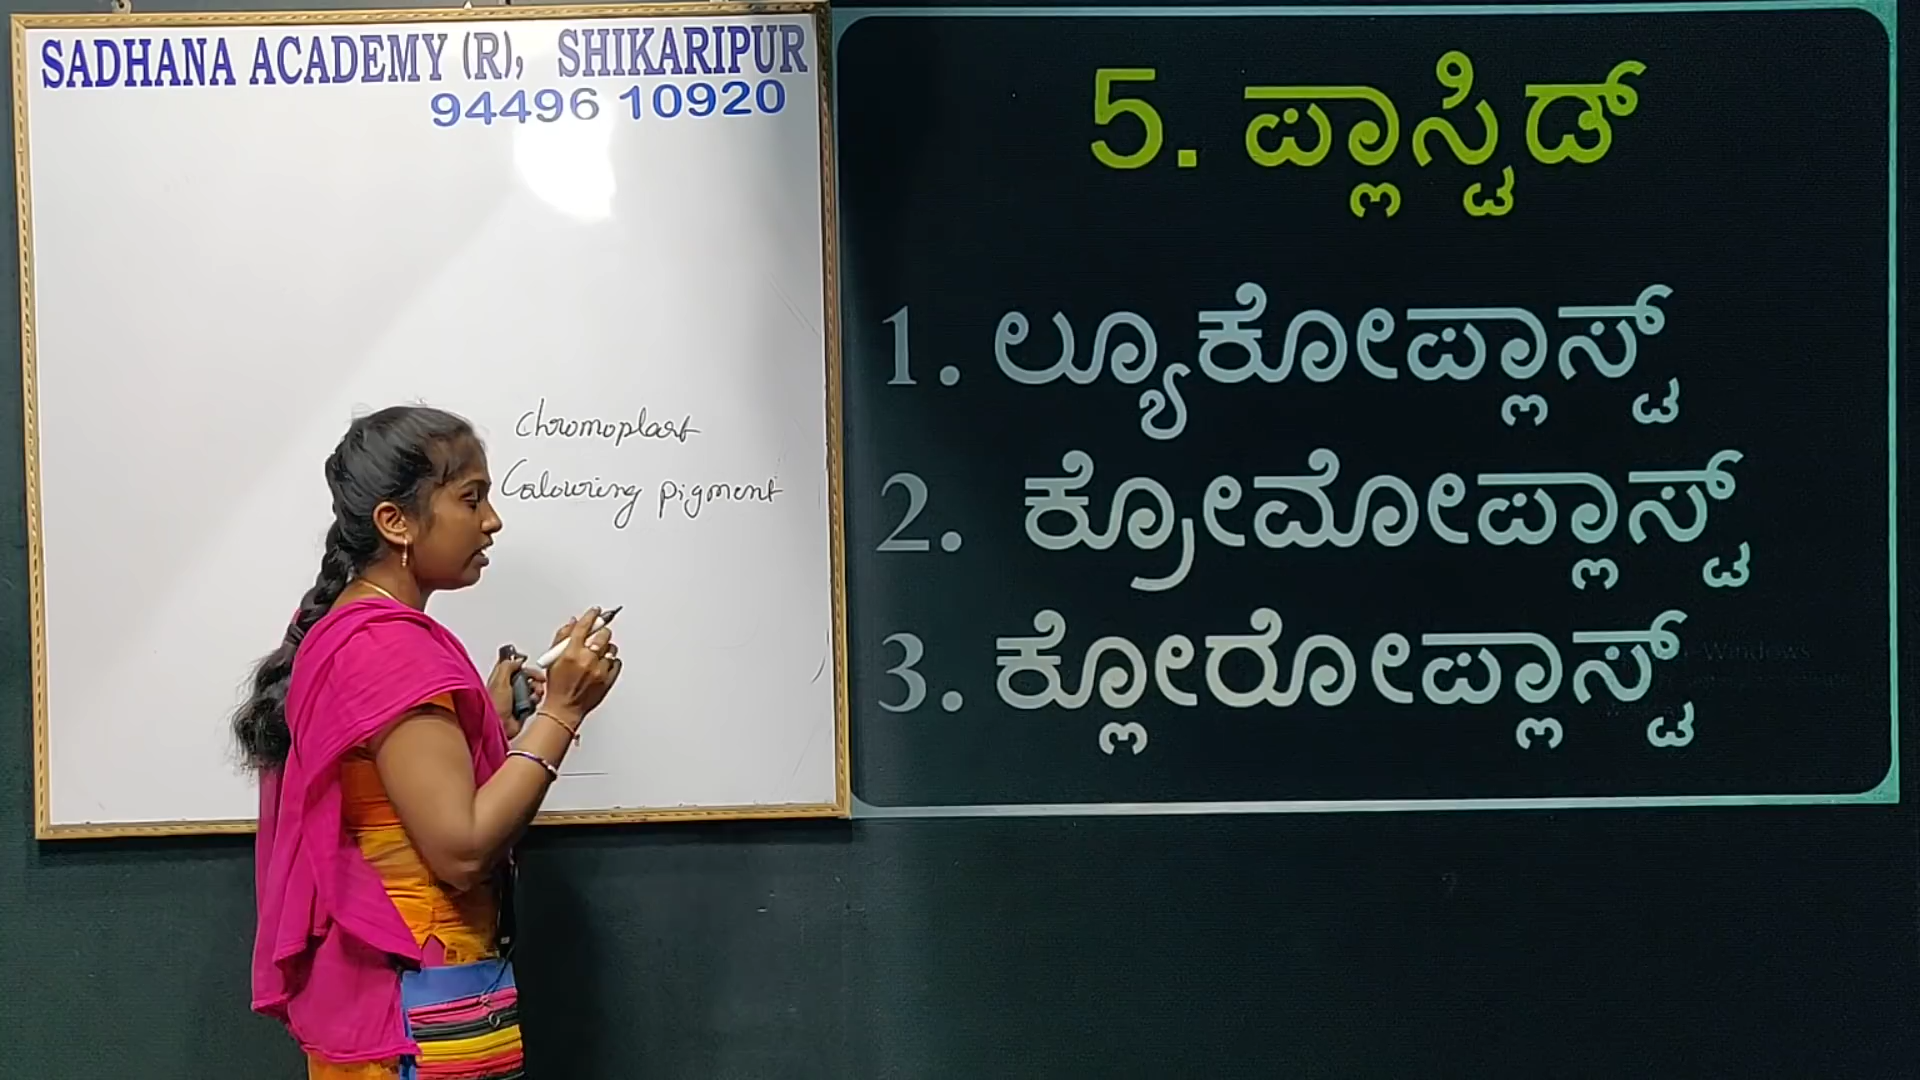 SADHANA ACADEMY (R), SHIKARIPUR
94496 10920
Chromoplast
Colouring pigment
5. ಪ್ಲಾಸ್ಟಿಡ್
1. ಲ್ಯೂಕೋಪ್ಲಾಸ್ಟ್
2. ಕ್ರೋಮೋಪ್ಲಾಸ್ಟ್
3. ಕ್ಲೋರೋಪ್ಲಾಸ್ಟ್